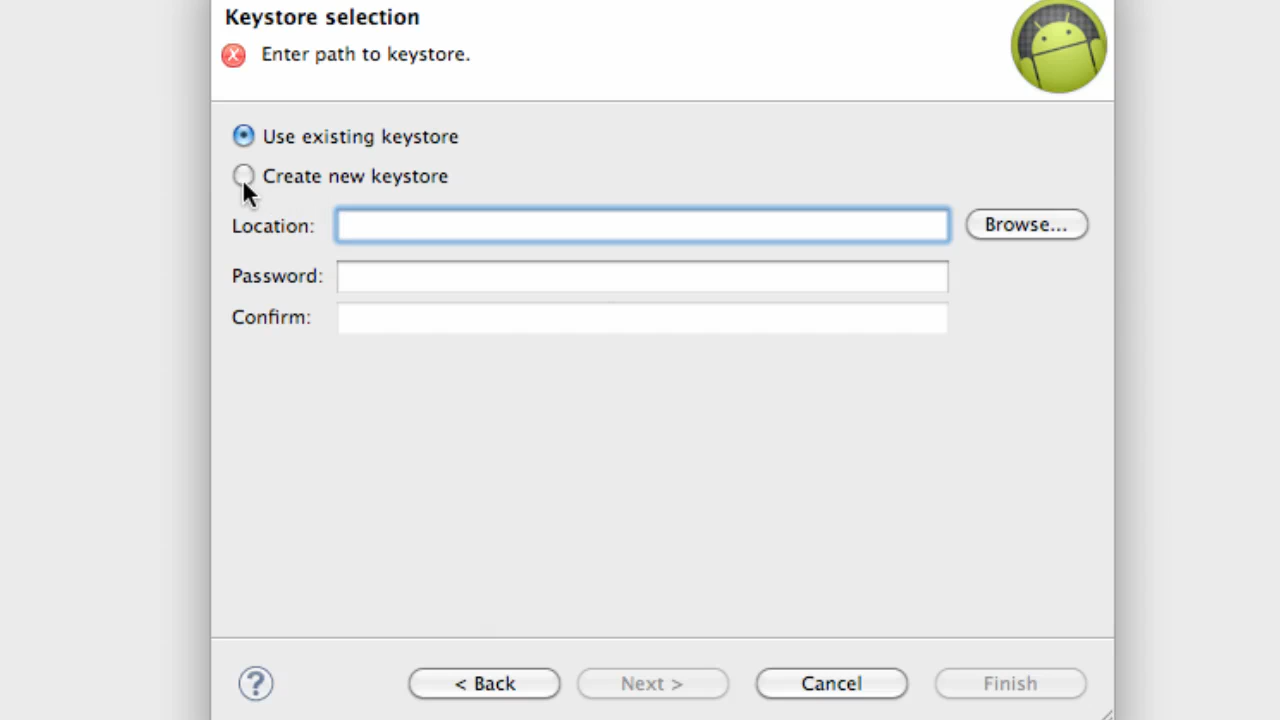 Keystore selection
Enter path to keystore.
Use existing keystore
Create new keystore
Location:
Browse...
Password:
Confirm:
?
< Back
Next >
Cancel
Finish